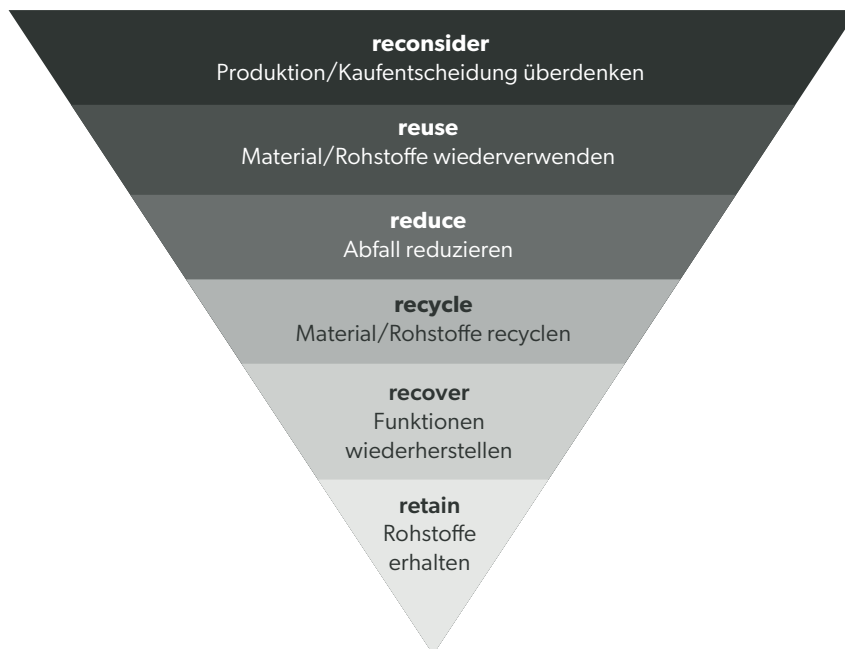 reconsider
Produktion/Kaufentscheidung überdenken
reuse
Material/Rohstoffe wiederverwenden
reduce
Abfall reduzieren
recycle
Material/Rohstoffe recyclen
recover
Funktionen
wiederherstellen
retain
Rohstoffe
erhalten